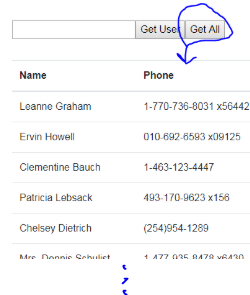 Get User Get All
Name Phone
Leanne Graham 1-770-736-8031 x56442
Ervin Howell 010-692-6593 x09125
Clementine Bauch 1-463-123-4447
Patricia Lebsack 493-170-9623 x156
Chelsey Dietrich (254)954-1289
Mrs. Dennis Schulist 1-477-935-8478 x6430